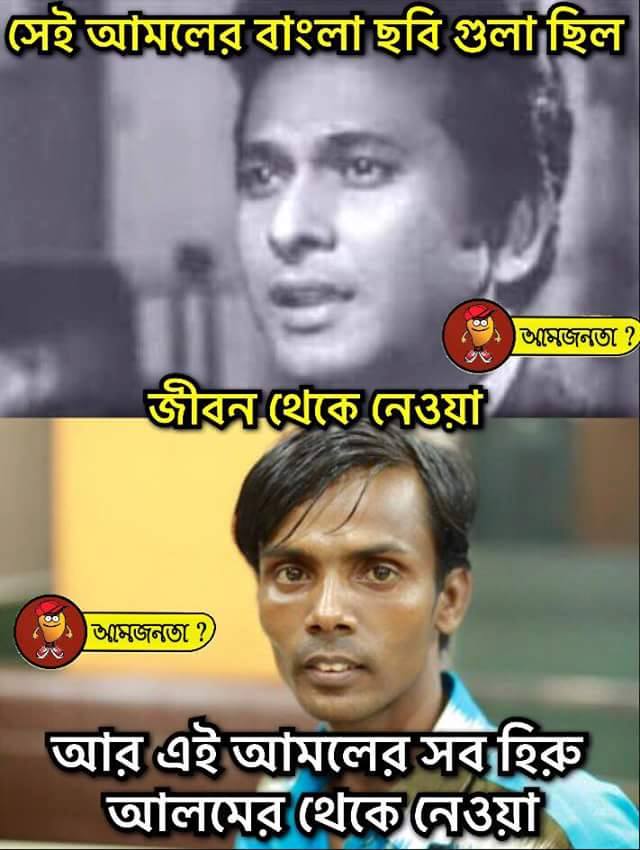 সেই আমলের বাংলা ছবি গুলা ছিল
আমজনতা ?
জীবন থেকে নেওয়া
আমজনতা ?
আর এই আমলের সব হিরু
আলমের থেকে নেওয়া